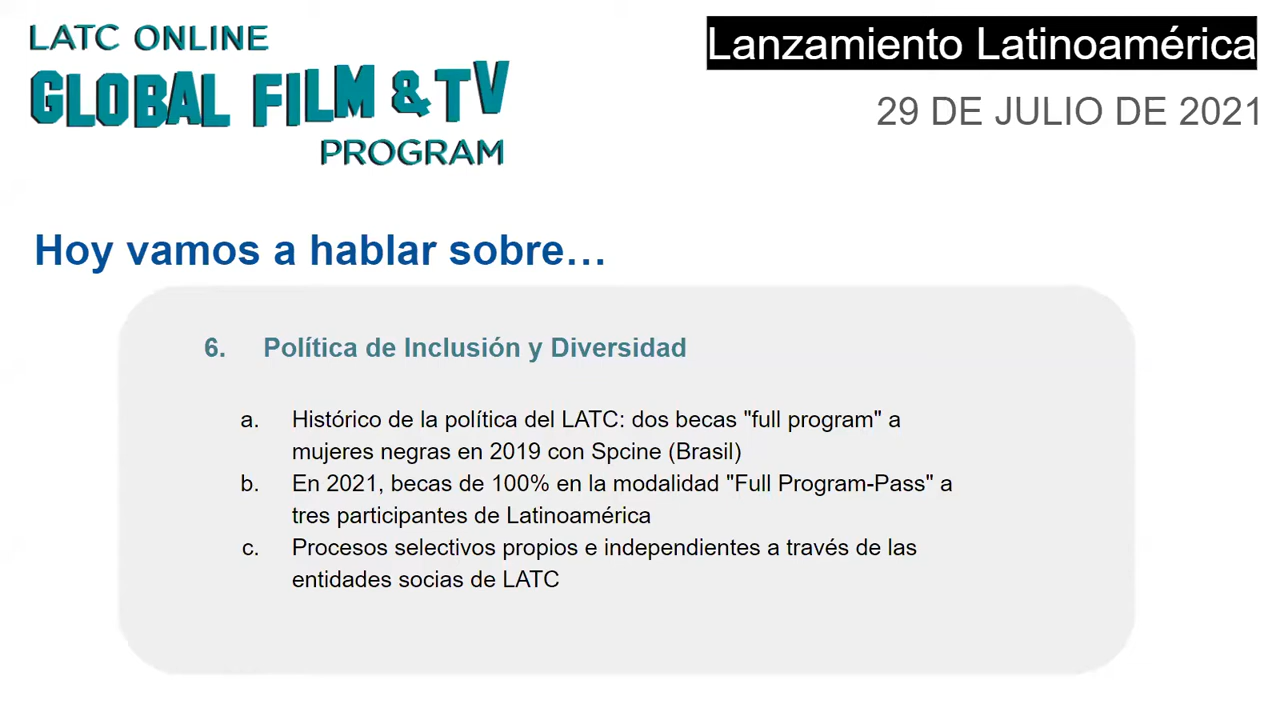 LATC ONLINE
GLOBAL FILM & TV
PROGRAM
Lanzamiento Latinoamérica
29 DE JULIO DE 2021
Hoy vamos a hablar sobre…
6. Política de Inclusión y Diversidad
a. Histórico de la política del LATC: dos becas "full program" a
mujeres negras en 2019 con Spcine (Brasil)
b. En 2021, becas de 100% en la modalidad "Full Program-Pass" a
tres participantes de Latinoamérica
c. Procesos selectivos propios e independientes a través de las
entidades socias de LATC